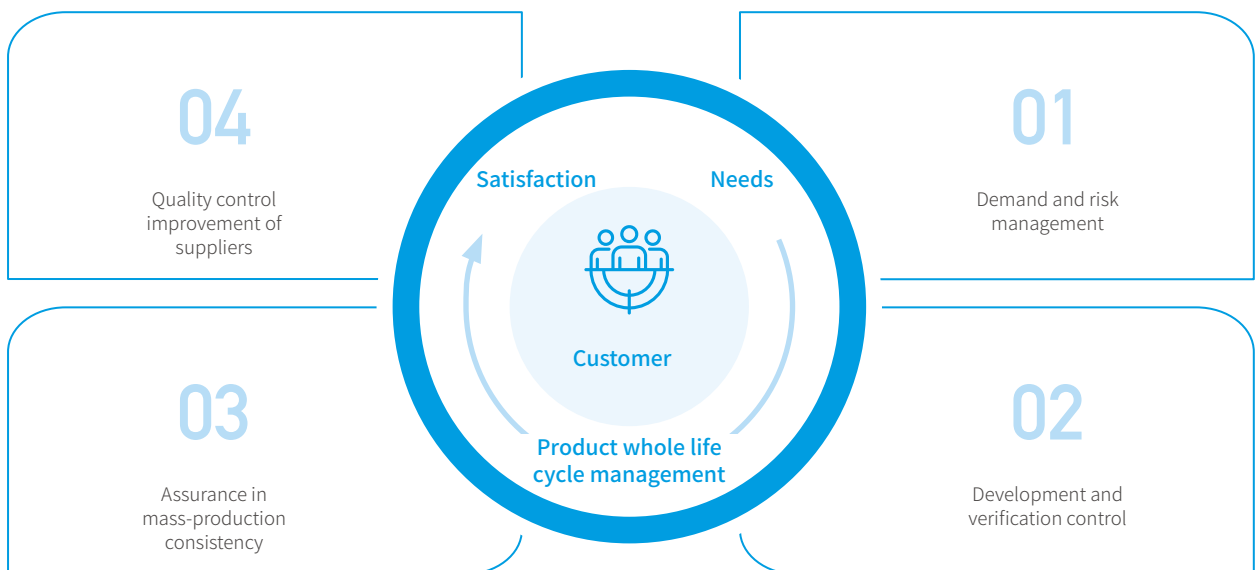 04
Quality control
improvement of
suppliers
01
Demand and risk
management
Satisfaction
Needs
Customer
Product whole life
cycle management
03
Assurance in
mass-production
consistency
02
Development and
verification control